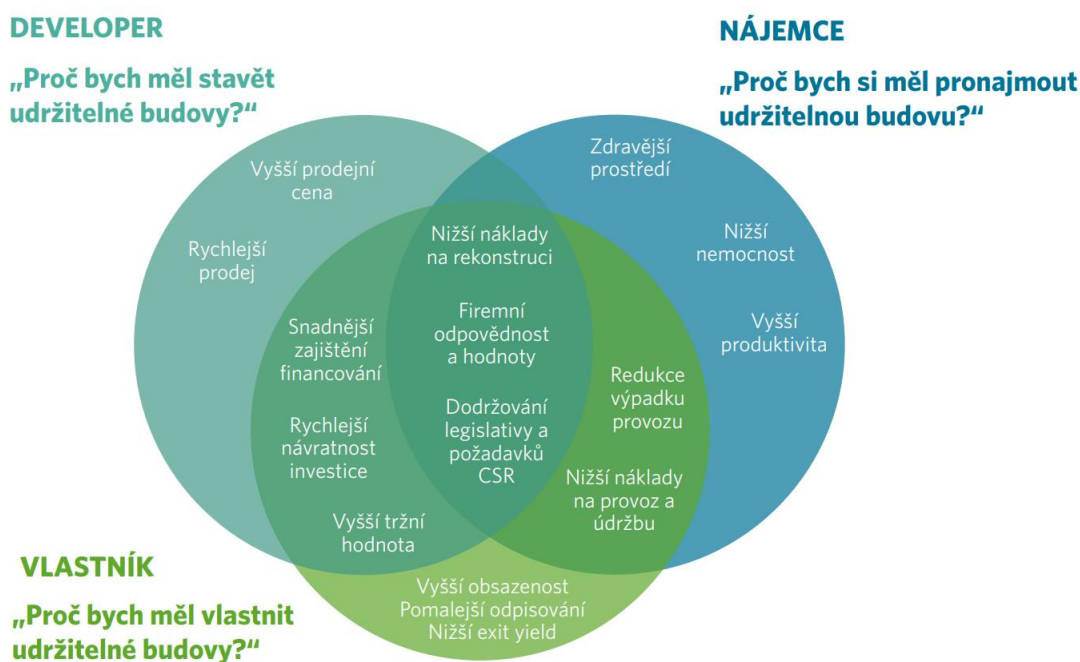 DEVELOPER
„Proč bych měl stavět
udržitelné budovy?“
NÁJEMCE
„Proč bych si měl pronajmout
udržitelnou budovu?“
Vyšší prodejní
cena
Rychlejší
prodej
Zdravější
prostředí
Nižší
nemocnost
Vyšší
produktivita
Nižší náklady
na rekonstruci
Firemní
odpovědnost
a hodnoty
Dodržování
legislativy a
požadavků
CSR
Snadnější
zajištění
financování
Rychlejší
návratnost
investice
Vyšší tržní
hodnota
Redukce
výpadku
provozu
Nižší náklady
na provoz a
údržbu
Vyšší obsazenost
Pomalejší odpisování
Nižší exit yield
VLASTNÍK
„Proč bych měl vlastnit
udržitelné budovy?“